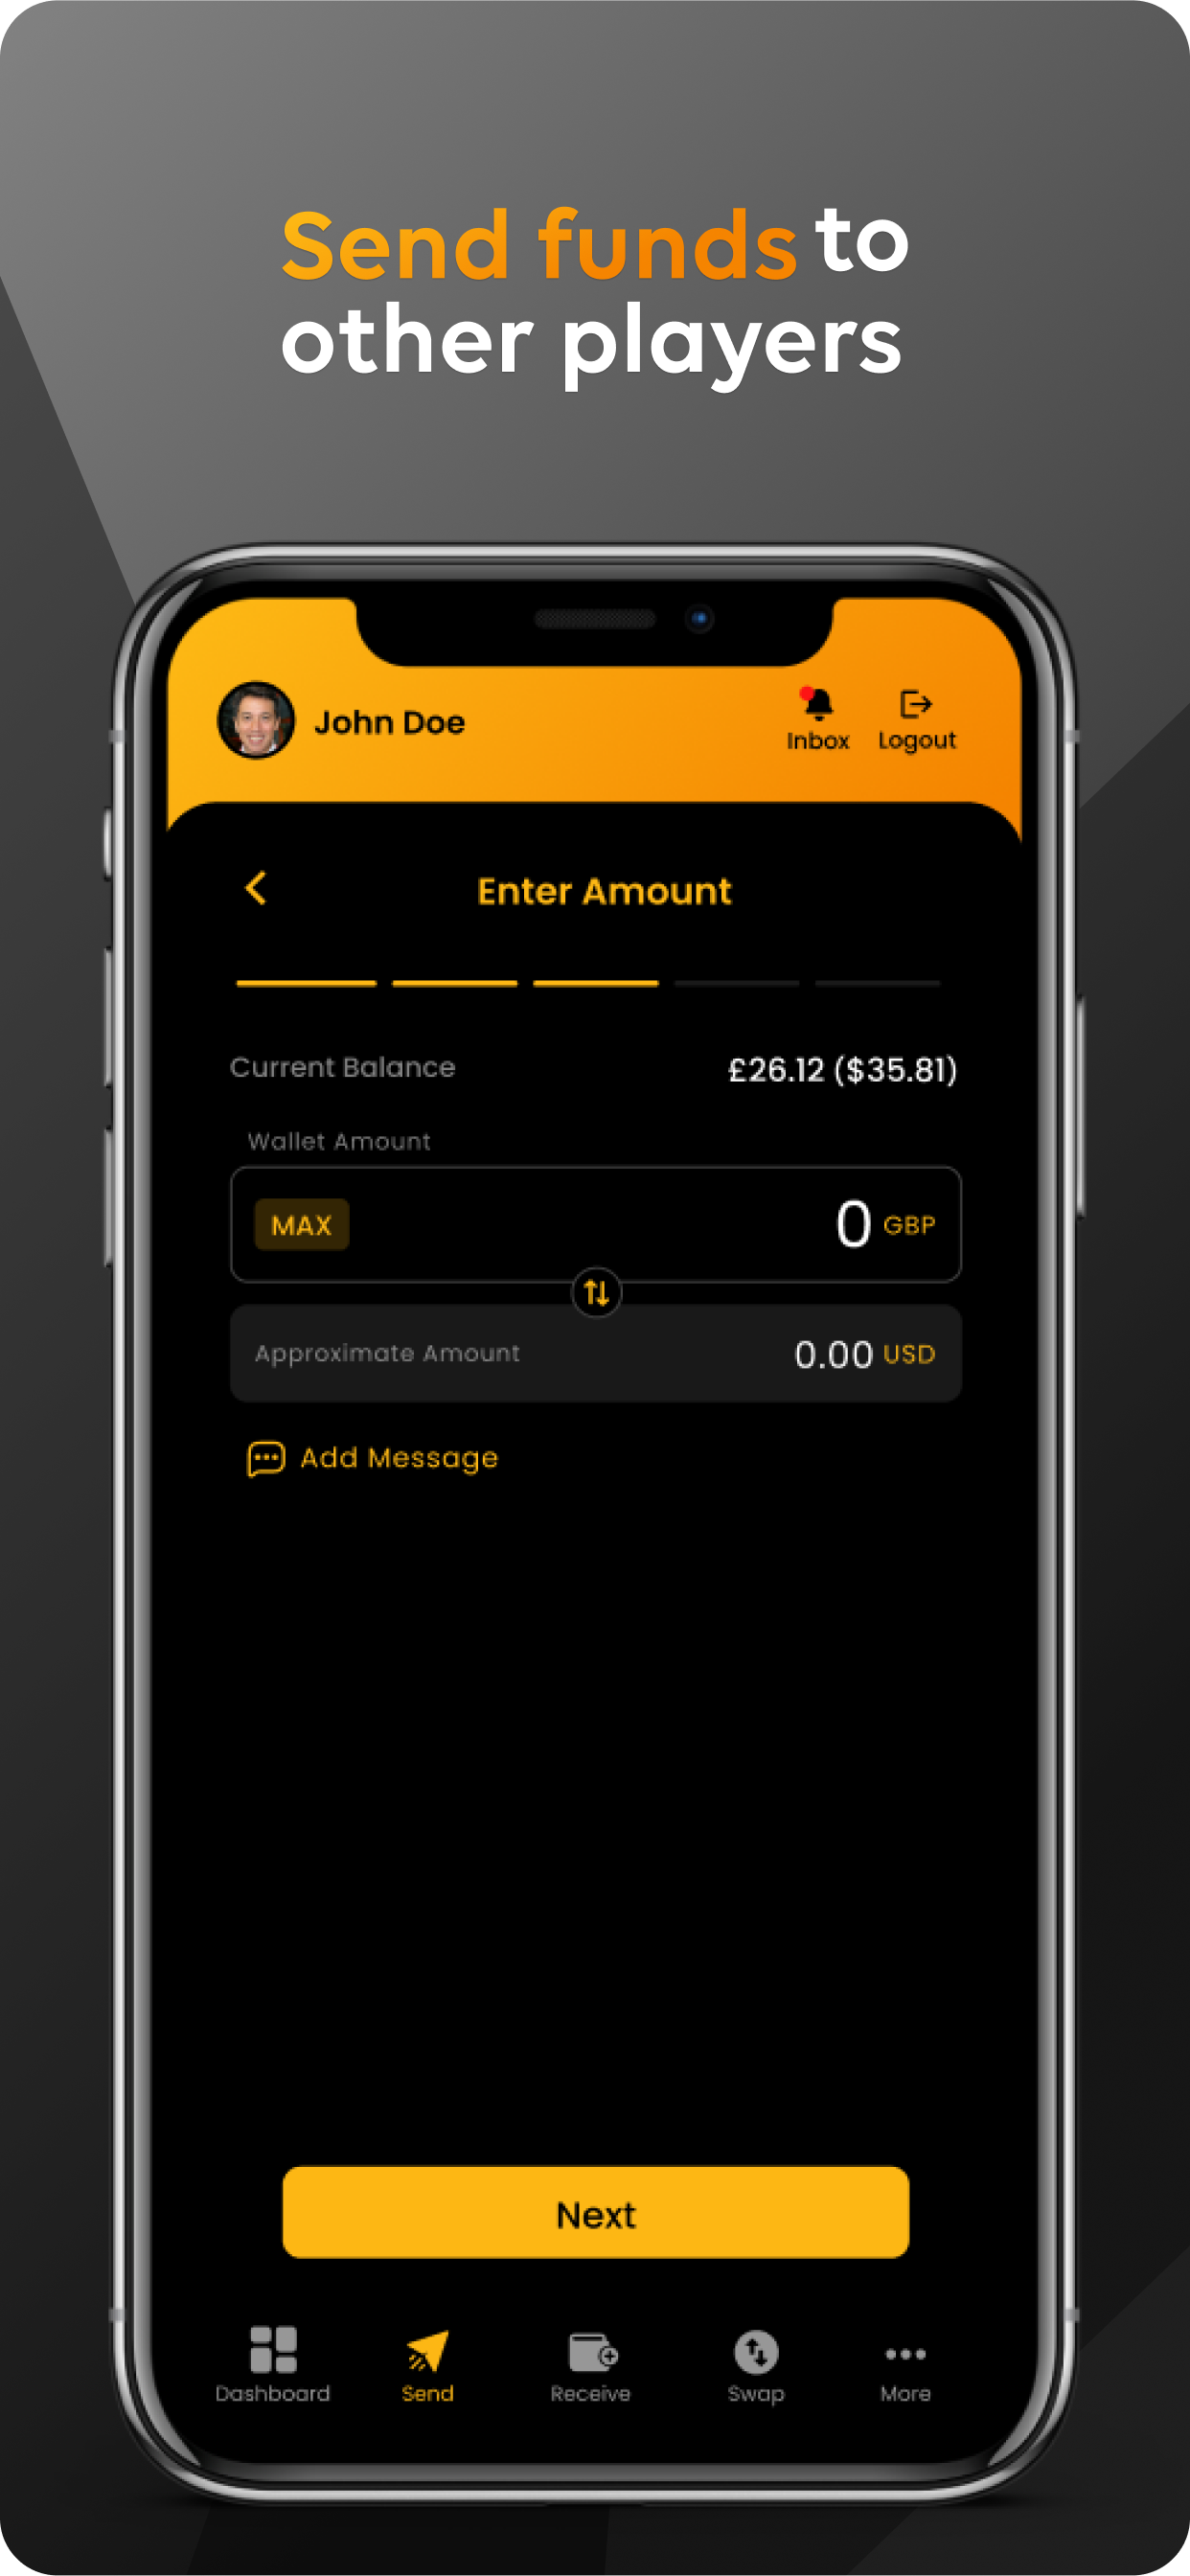 Send funds to
other players
John Doe
Inbox
Logout
Enter Amount
Current Balance
£26.12 ($35.81)
Wallet Amount
MAX
0 GBP
Approximate Amount
0.00 USD
Add Message
Next
Dashboard
Send
Receive
Swap
More